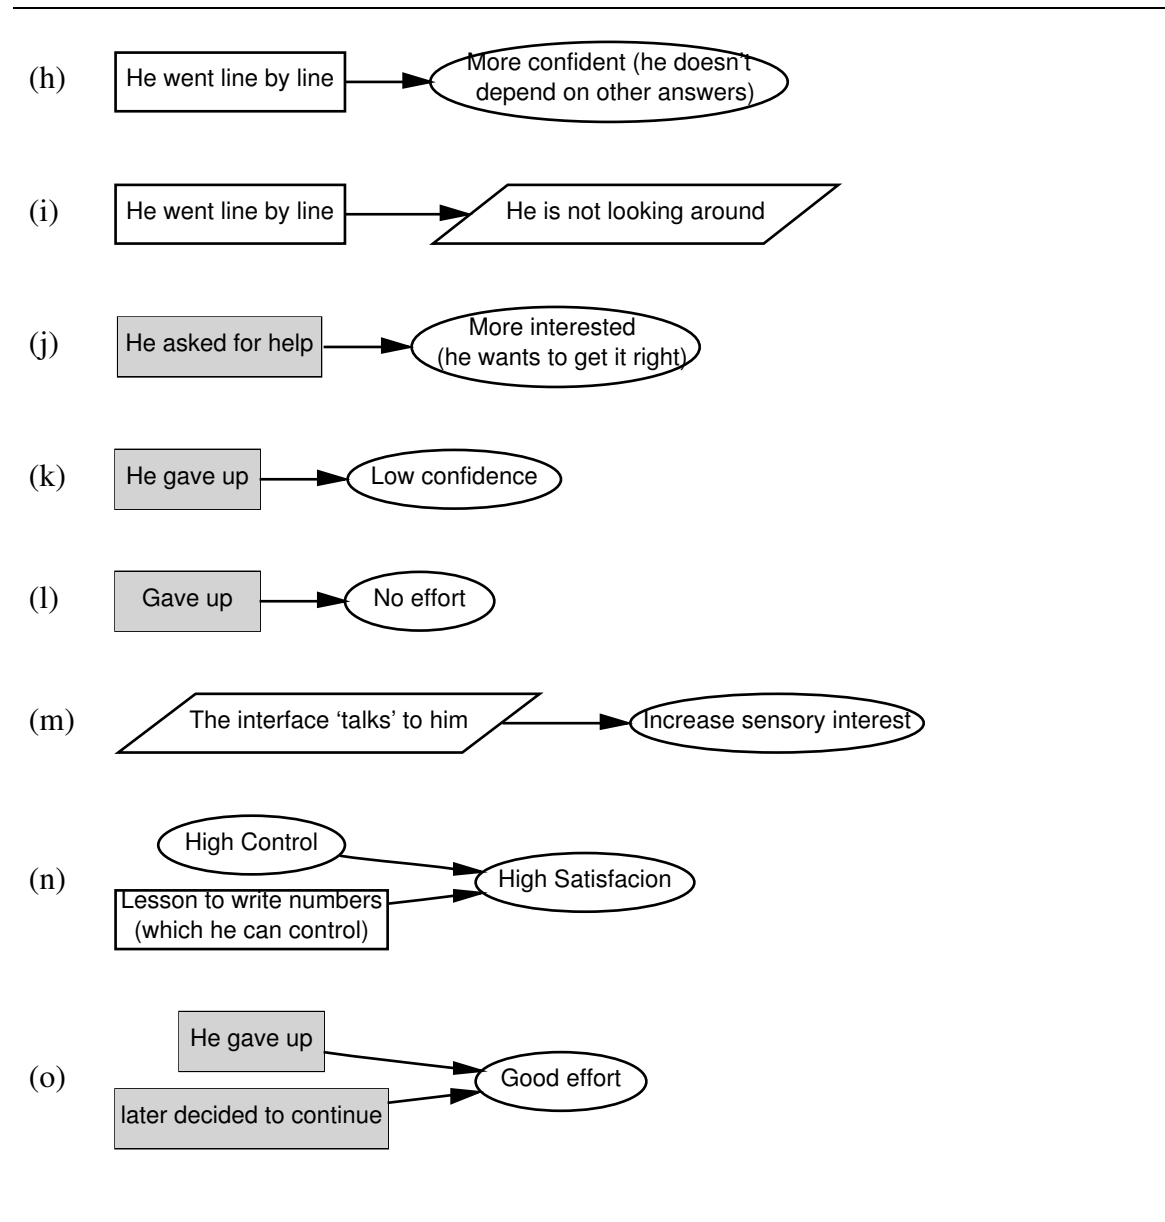 (h)
He went line by line
More confident (he doesn't
depend on other answers)
(i)
He went line by line
He is not looking around
(j)
He asked for help
More interested
(he wants to get it right)
(k)
He gave up
Low confidence
(l)
Gave up
No effort
(m)
The interface ‘talks’ to him
Increase sensory interest
(n)
High Control
Lesson to write numbers
(which he can control)
High Satisfacion
(o)
He gave up
later decided to continue
Good effort